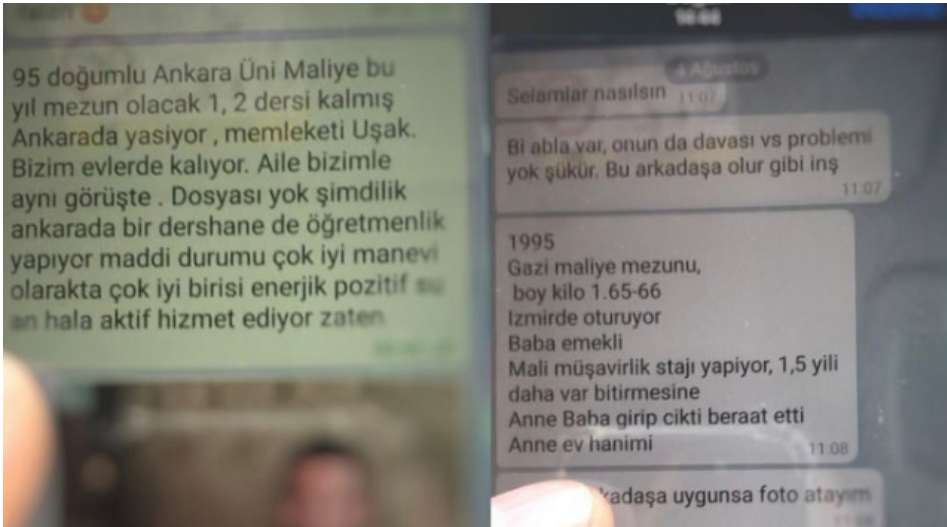 95 doğumlu Ankara Üni Maliye bu
yıl mezun olacak 1, 2 dersi kalmış
Ankarada yasiyor , memleketi Uşak.
Bizim evlerde kalıyor. Aile bizimle
aynı görüşte . Dosyası yok şimdilik
ankarada bir dershane de öğretmenlik
yapıyor maddi durumu çok iyi manevi
olarakta çok iyi birisi enerjik pozitif su
an hala aktif hizmet ediyor zaten
4 Ağustos
Selamlar nasılsın 11:07
Bi abla var, onun da davası vs problemi
yok şükür. Bu arkadaşa olur gibi inş
11:07
1995
Gazi maliye mezunu,
boy kilo 1.65-66
Izmirde oturuyor
Baba emekli
Mali müşavirlik stajı yapiyor, 1,5 yili
daha var bitirmesine
Anne Baba girip cikti beraat etti
Anne ev hanimi
11:08
kadaşa uygunsa foto atayım